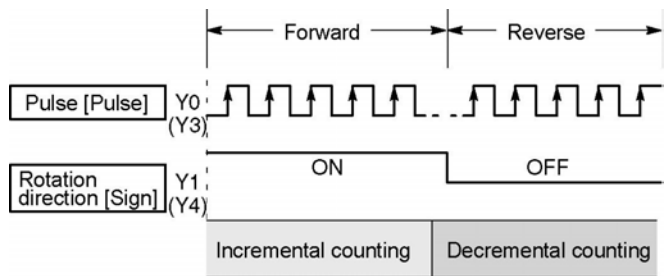 Forward Reverse
Pulse [Pulse] Y0
(Y3)
ON OFF
Rotation Y1
direction [Sign] (Y4)
Incremental counting Decremental counting